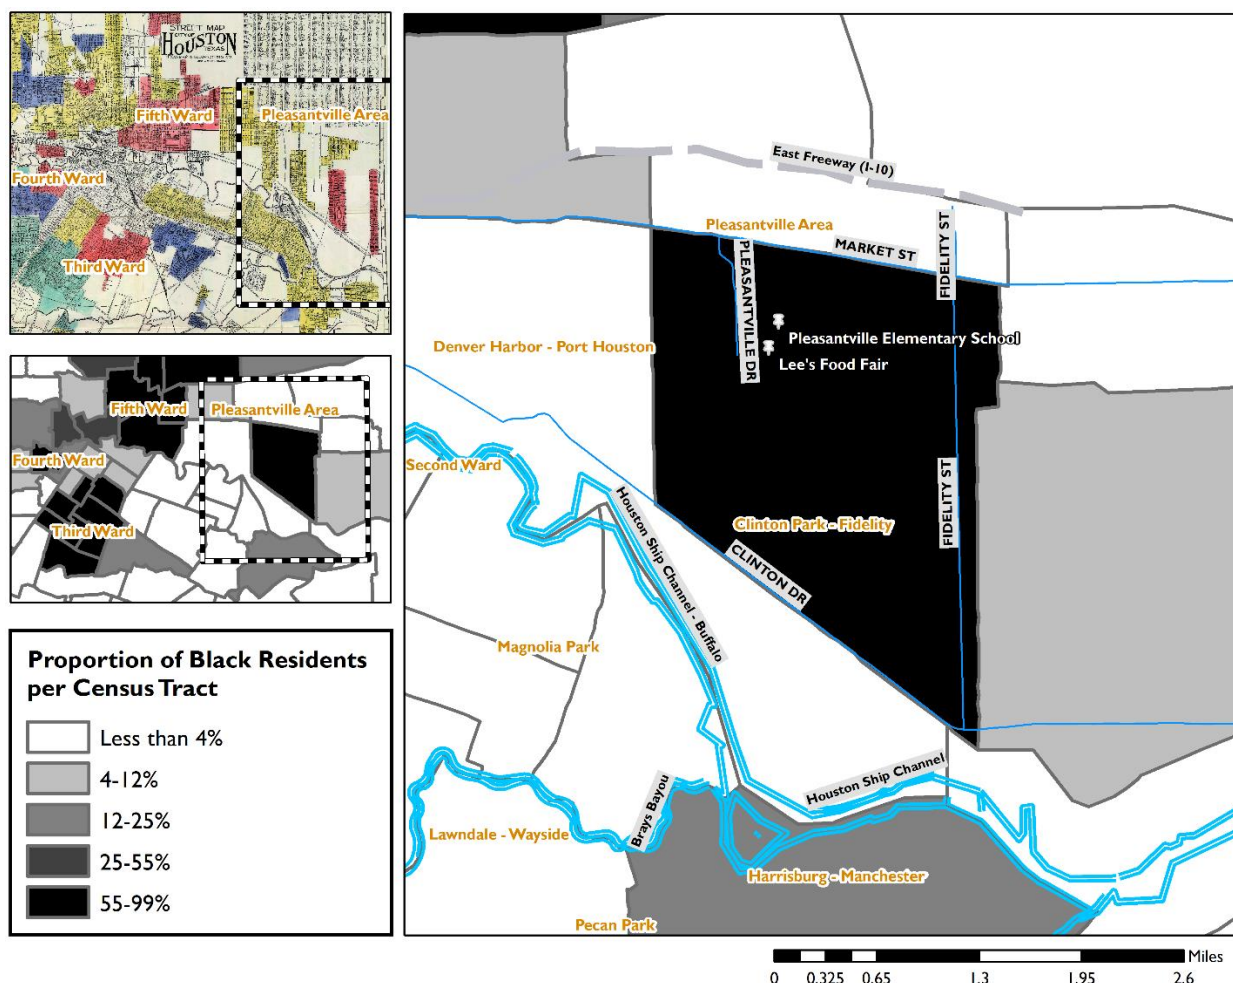 STREET MAP
CITY OF
HOUSTON
TEXAS
Fifth Ward
Pleasantville Area
Fourth Ward
Third Ward
Fifth Ward
Pleasantville Area
Fourth Ward
Third Ward
Proportion of Black Residents
per Census Tract
Less than 4%
4-12%
12-25%
25-55%
55-99%
East Freeway (I-10)
Pleasantville Area
MARKET ST
FIDELITY ST
PLEASANTVILLE DR
Pleasantville Elementary School
Lee's Food Fair
Denver Harbor - Port Houston
Second Ward
Houston Ship Channel - Buffalo
Clinton Park - Fidelity
FIDELITY ST
CLINTON DR
Magnolia Park
Houston Ship Channel
Brays Bayou
Lawndale - Wayside
Harrisburg - Manchester
Pecan Park
Miles
0 0.325 0.65 1.3 1.95 2.6